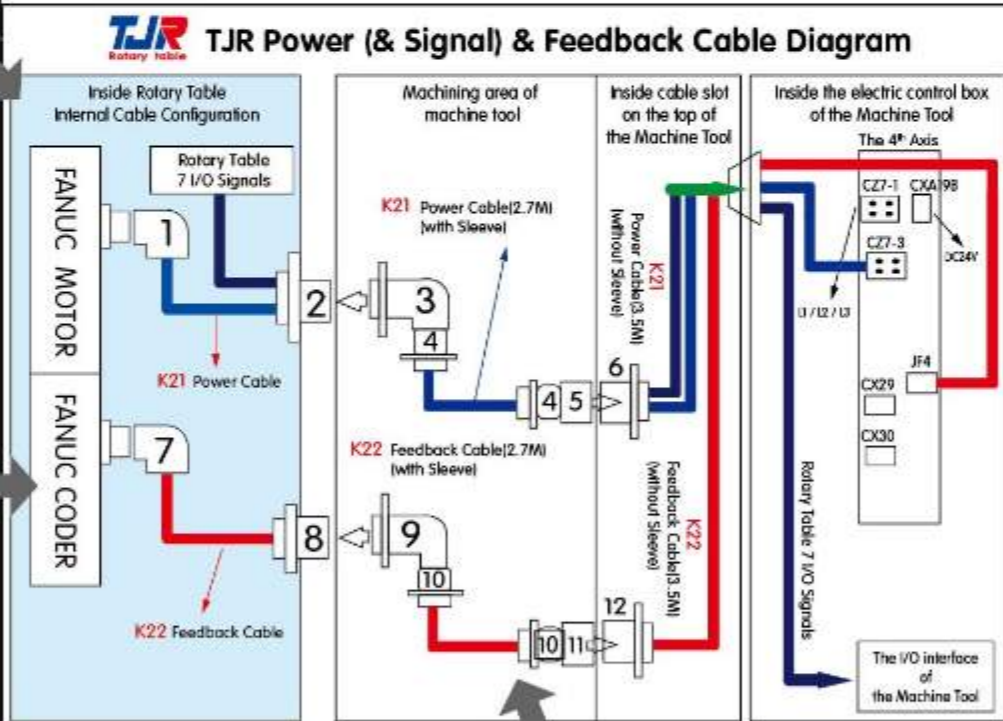 TJR
Rotary table
TJR Power (& Signal) & Feedback Cable Diagram
Inside Rotary Table
Internal Cable Configuration
Machining area of
machine tool
Inside cable slot
on the top of
the Machine Tool
Inside the electric control box
of the Machine Tool
FANUC MOTOR
FANUC CODER
Rotary Table
7 I/O Signals
1
2
K21 Power Cable
7
8
K22 Feedback Cable
K21 Power Cable(2.7M)
(with Sleeve)
3
4
4
5
6
K22 Feedback Cable(2.7M)
(with Sleeve)
9
10
10
11
12
K21
Power Cable(3.5M)
(without Sleeve)
K22
Feedback Cable(3.5M)
(without Sleeve)
The 4th Axis
CZ7-1
CXA19B
CZ7-3
DC24V
L1 / L2 / L3
JF4
CX29
CX30
Rotary Table 7 I/O Signals
The I/O interface
of
the Machine Tool